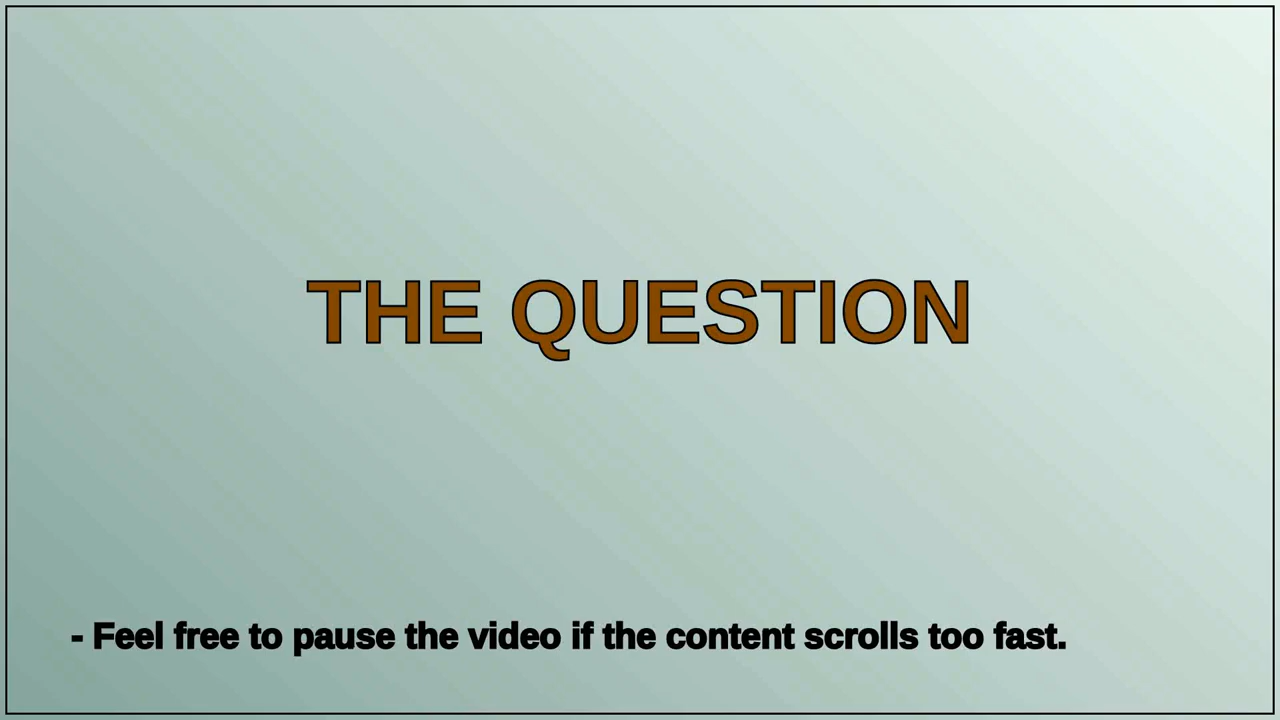 THE QUESTION
- Feel free to pause the video if the content scrolls too fast.